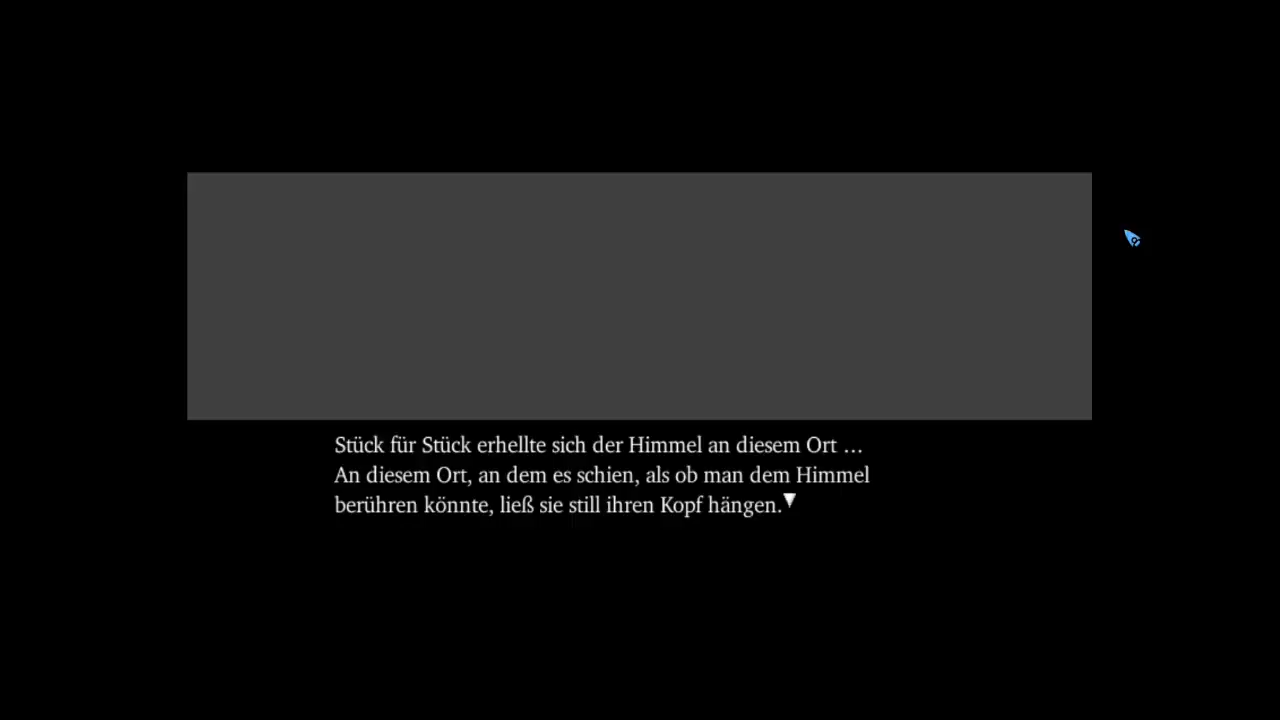 Stück für Stück erhellte sich der Himmel an diesem Ort …
An diesem Ort, an dem es schien, als ob man dem Himmel
berühren könnte, ließ sie still ihren Kopf hängen.